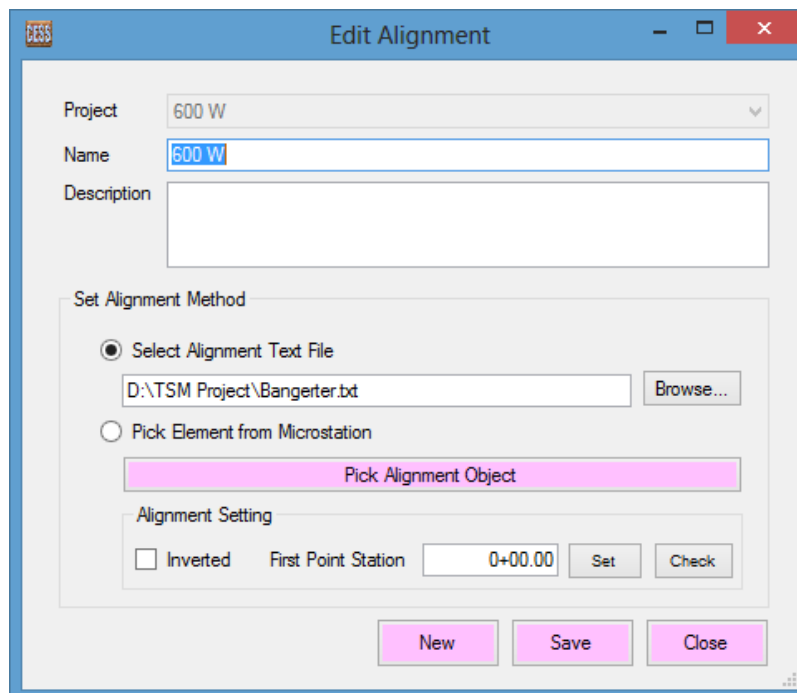 CESS
Edit Alignment
Project
600 W
Name
600 W
Description
Set Alignment Method
Select Alignment Text File
D:\TSM Project\Bangerter.txt
Browse...
Pick Element from Microstation
Pick Alignment Object
Alignment Setting
Inverted First Point Station 0+00.00 Set Check
New Save Close